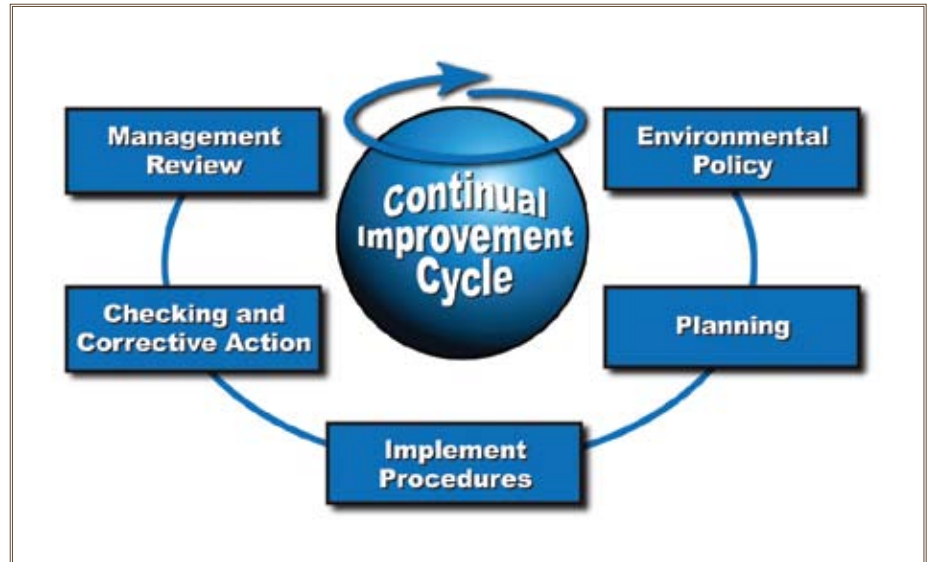 Management
Review
Environmental
Policy
Continual
Improvement
Cycle
Checking and
Corrective Action
Planning
Implement
Procedures